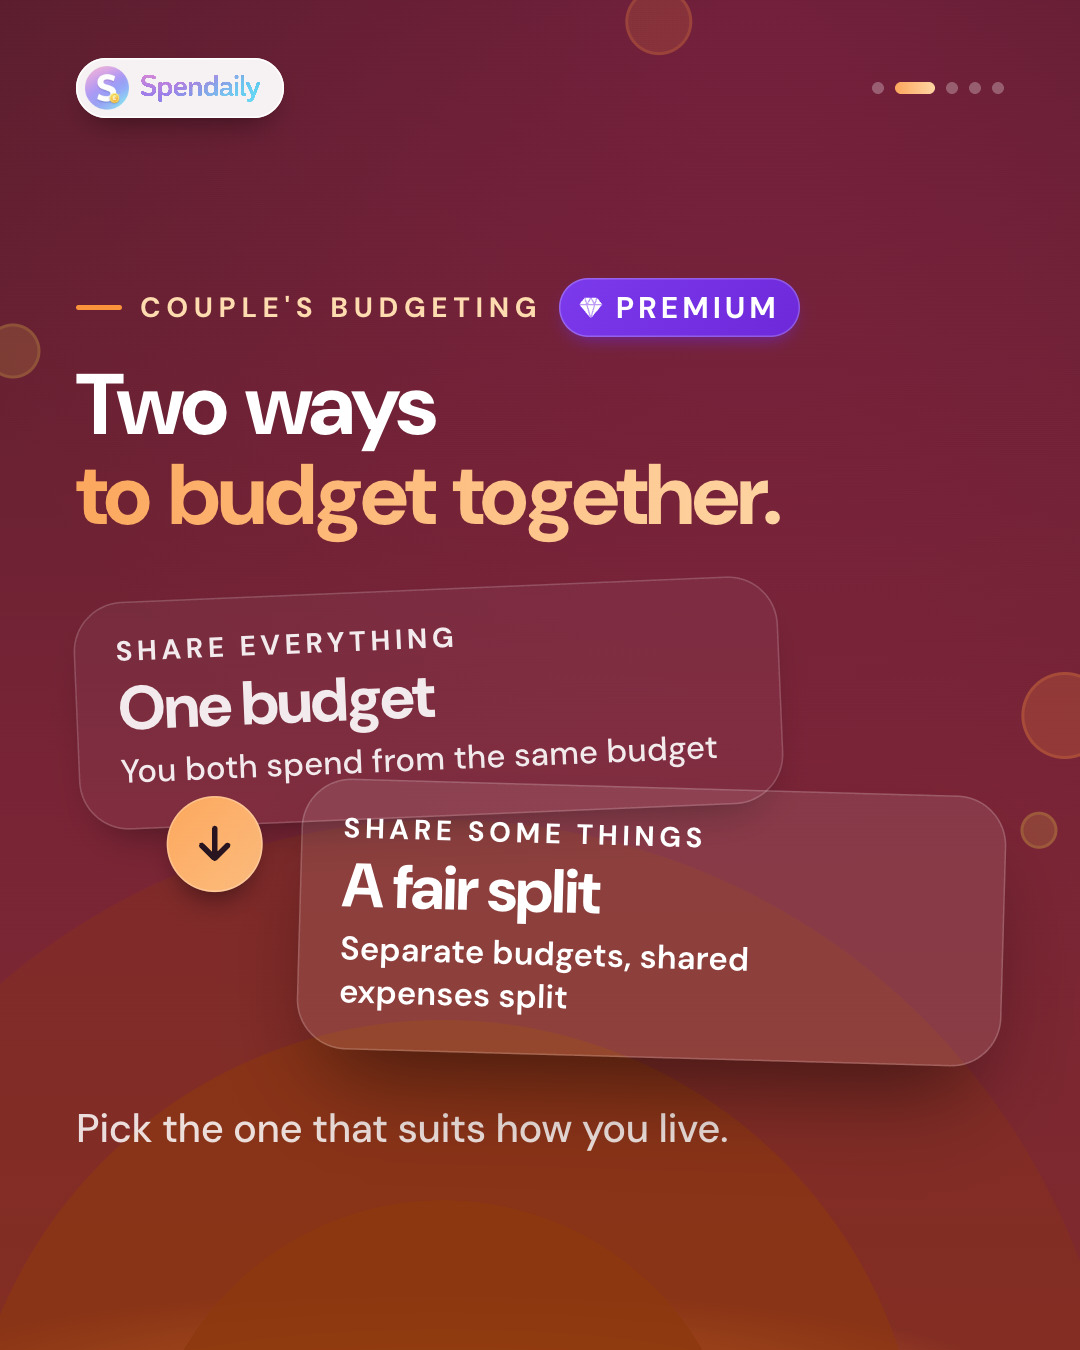 Spendaily
COUPLE'S BUDGETING
PREMIUM
Two ways
to budget together.
SHARE EVERYTHING
One budget
You both spend from the same budget
SHARE SOME THINGS
A fair split
Separate budgets, shared
expenses split
Pick the one that suits how you live.